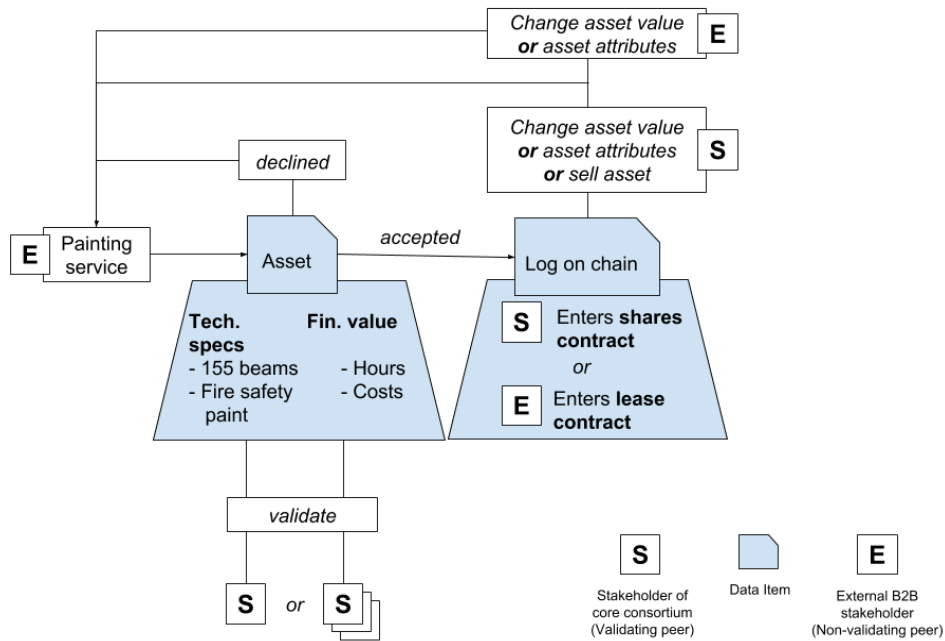 Change asset value
or asset attributes
E
Change asset value
or asset attributes
or sell asset
S
declined
E
Painting
service
Asset
accepted
Log on chain
Tech.
specs
- 155 beams
- Fire safety
paint
Fin. value
- Hours
- Costs
S
Enters shares
contract
or
E
Enters lease
contract
validate
S
or
S
S
Stakeholder of
core consortium
(Validating peer)
Data Item
E
External B2B
stakeholder
(Non-validating peer)